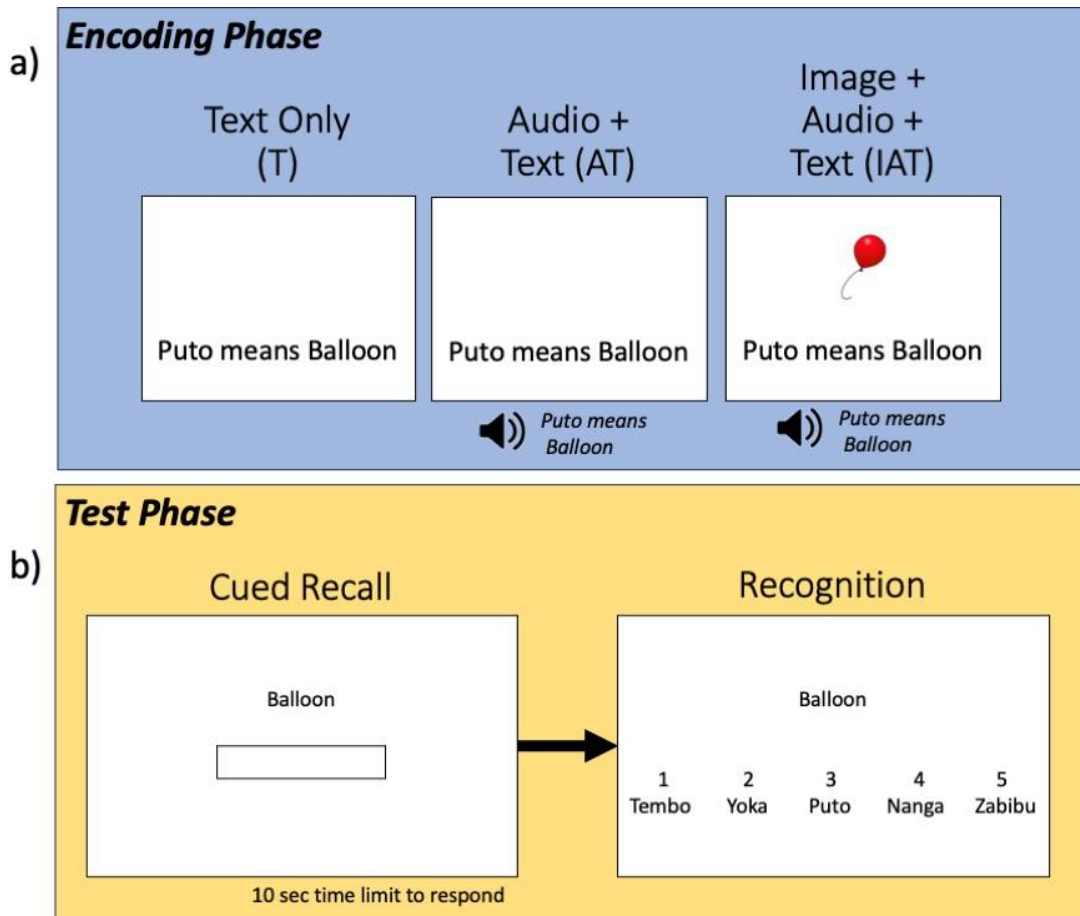 a)
Encoding Phase
Text Only
(T)
Audio +
Text (AT)
Image +
Audio +
Text (IAT)
Puto means Balloon
Puto means Balloon
Puto means Balloon
Puto means
Balloon
Puto means
Balloon
b)
Test Phase
Cued Recall
Balloon
10 sec time limit to respond
Recognition
Balloon
1 2 3 4 5
Tembo Yoka Puto Nanga Zabibu